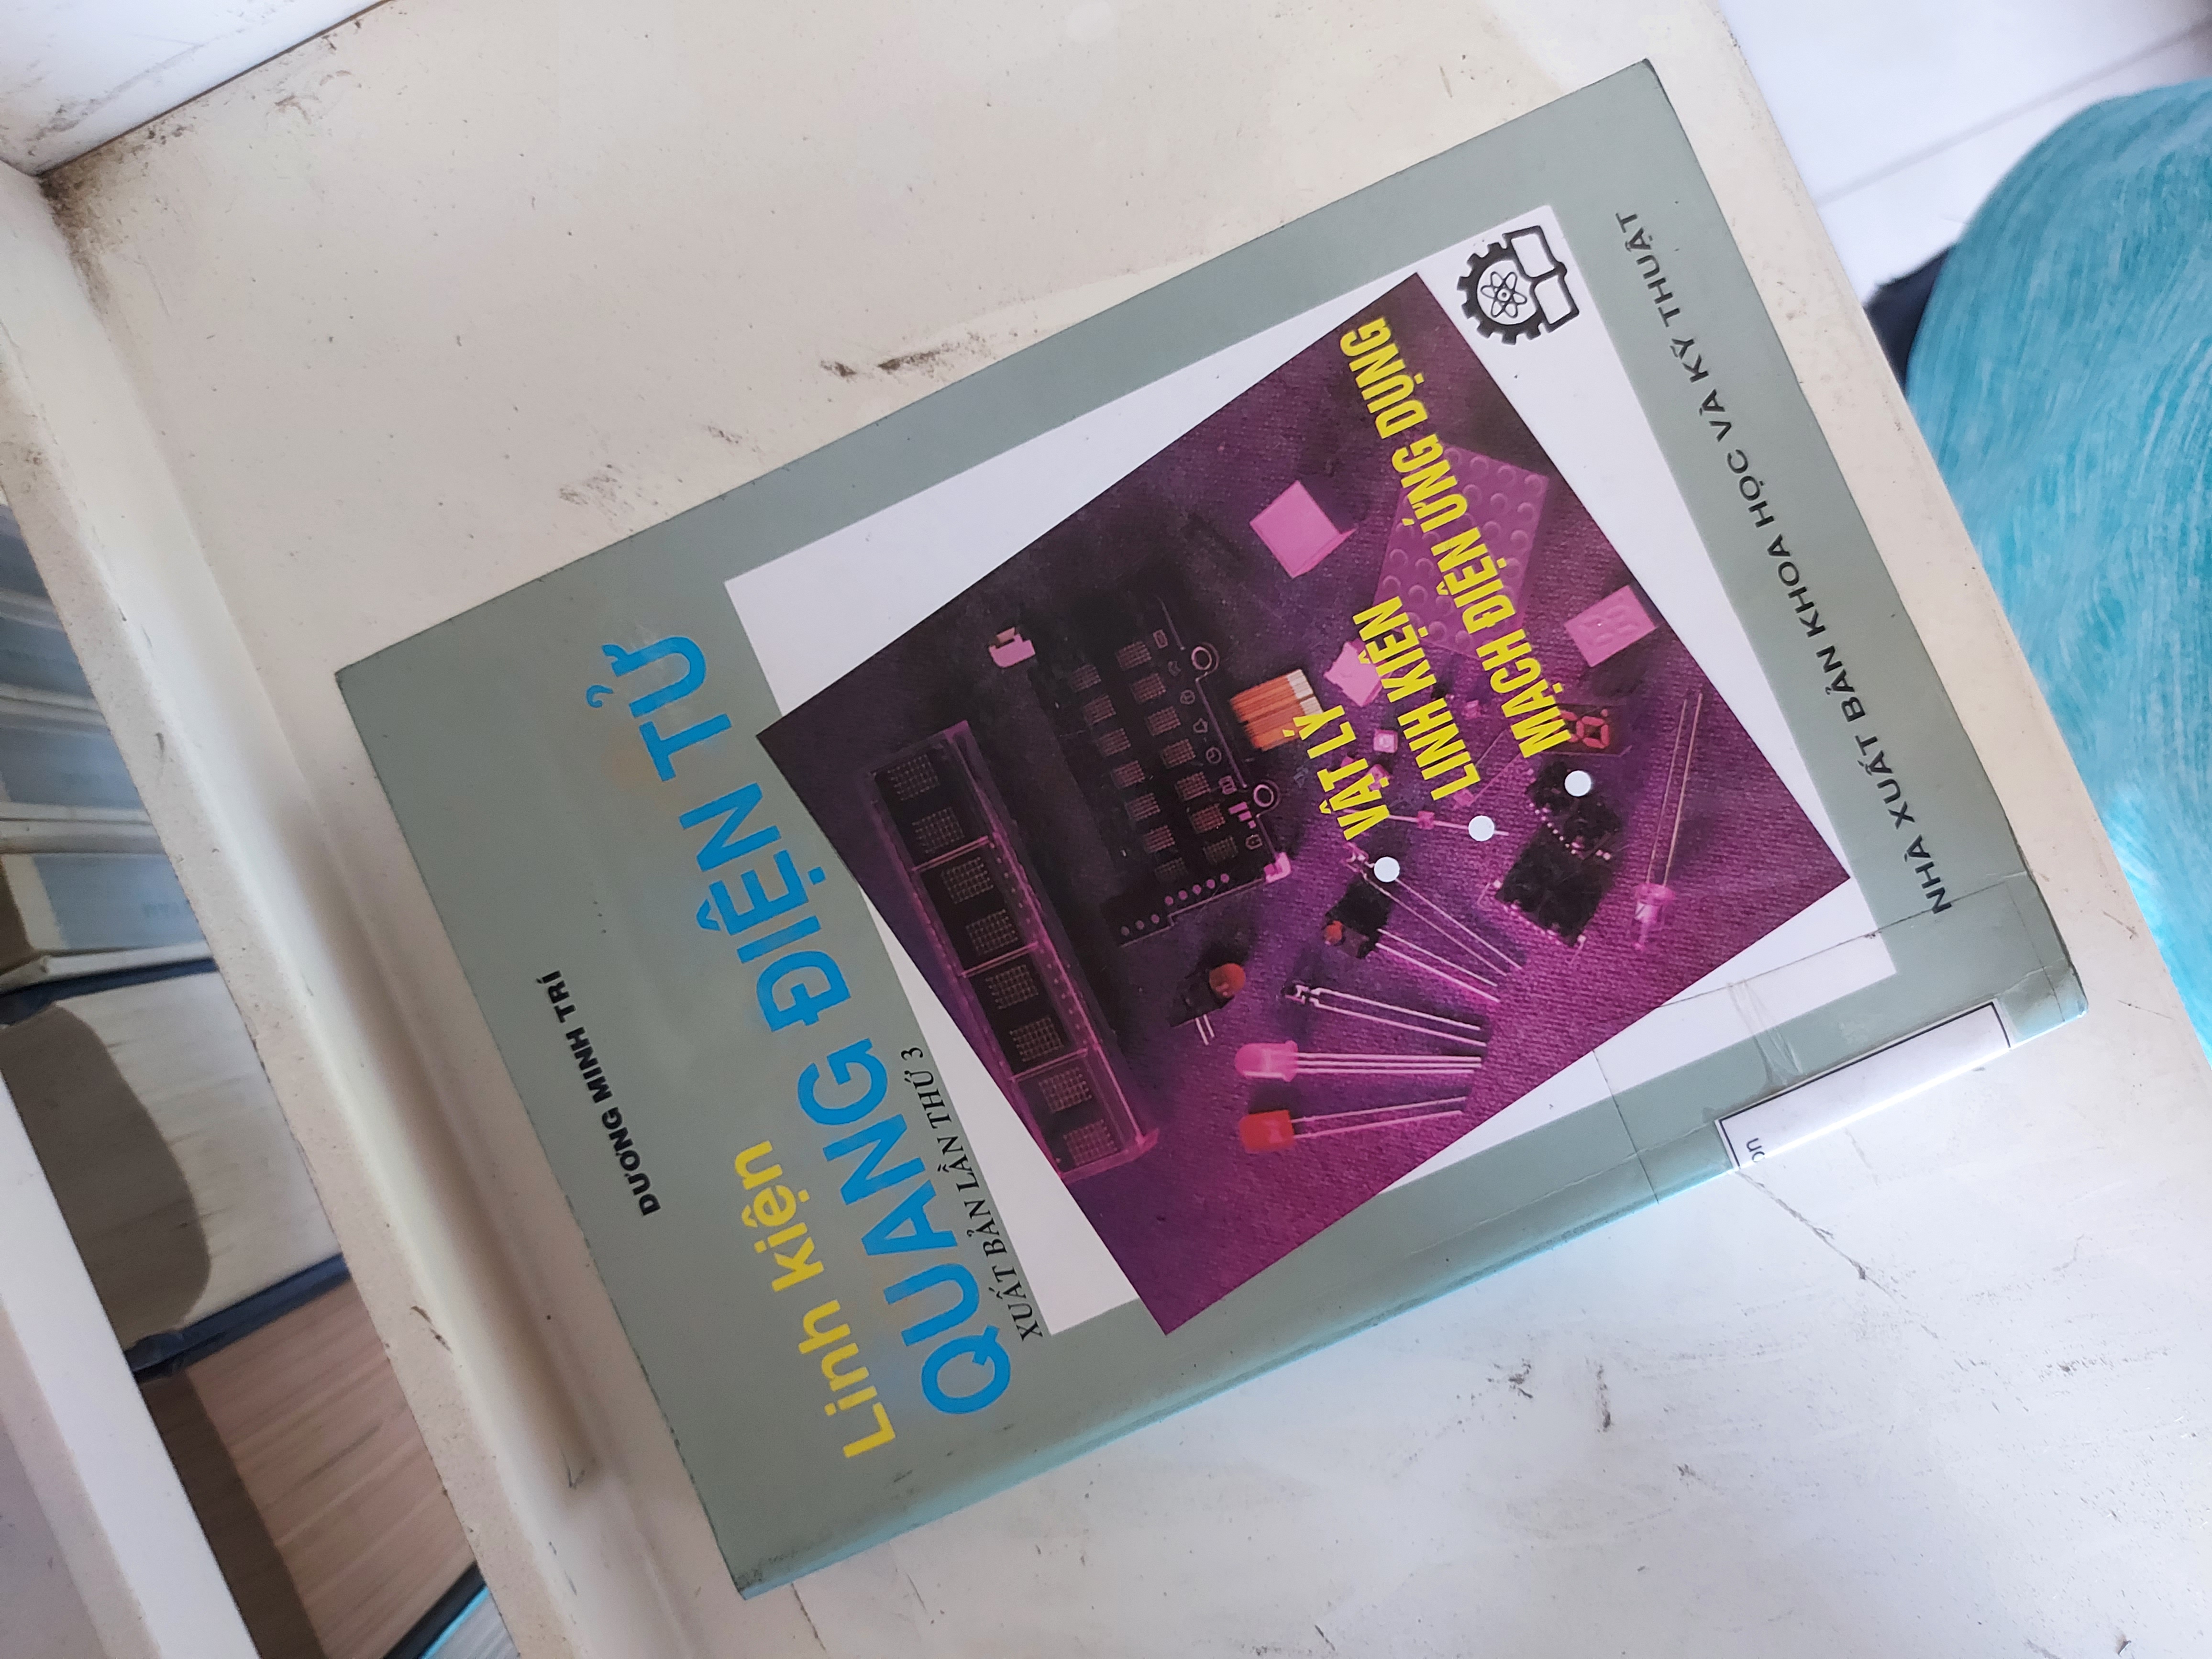 DƯƠNG MINH TRÍ
Linh kiện
QUANG ĐIỆN TỬ
XUẤT BẢN LẦN THỨ 3
VẬT LÝ
LINH KIỆN
MẠCH ĐIỆN ỨNG DỤNG
NHÀ XUẤT BẢN KHOA HỌC VÀ KỸ THUẬT